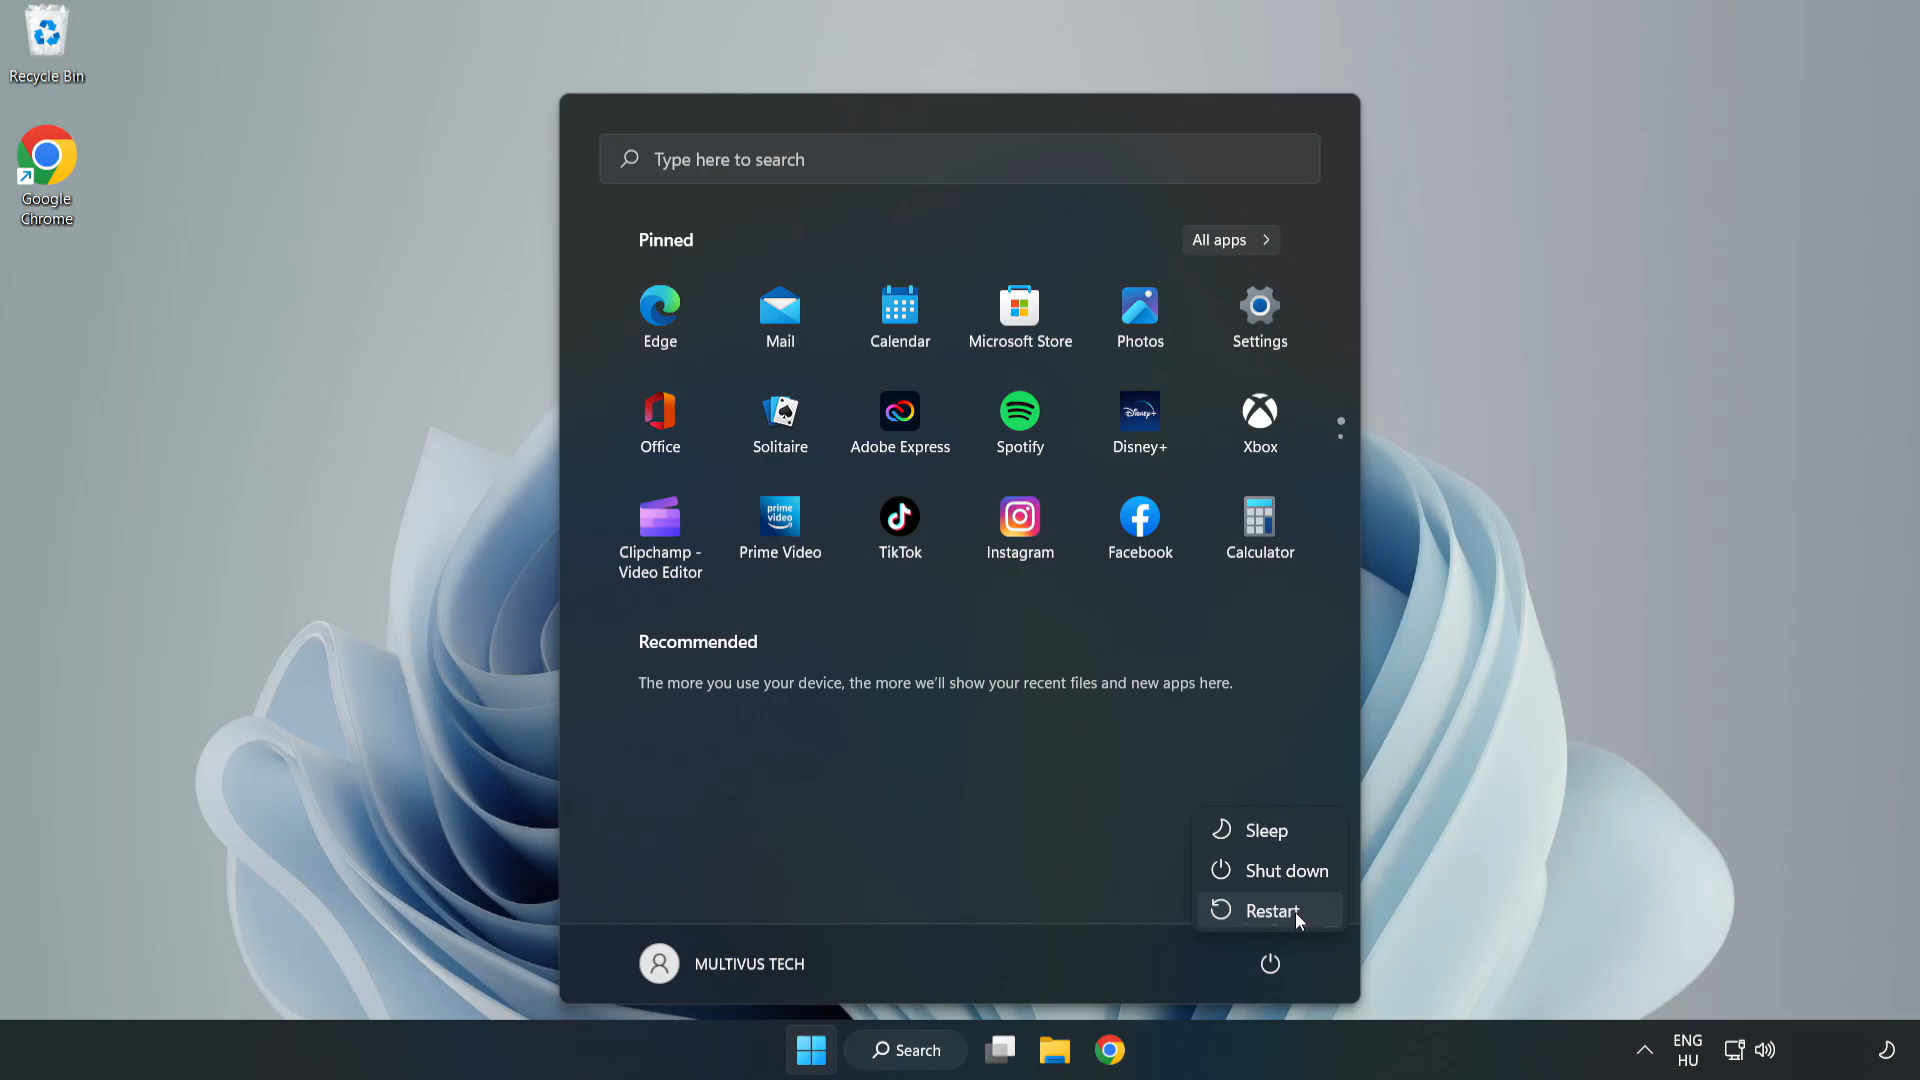 Recycle Bin
Google
Chrome
Type here to search
Pinned
All apps
Edge
Mail
Calendar
Microsoft Store
Photos
Settings
Office
Solitaire
Adobe Express
Spotify
Disney+
Disney+
Xbox
prime
video
Clipchamp -
Video Editor
Prime Video
TikTok
Instagram
Facebook
Calculator
Recommended
The more you use your device, the more we'll show your recent files and new apps here.
Sleep
Shut down
Restart
MULTIVUS TECH
Search
ENG
HU